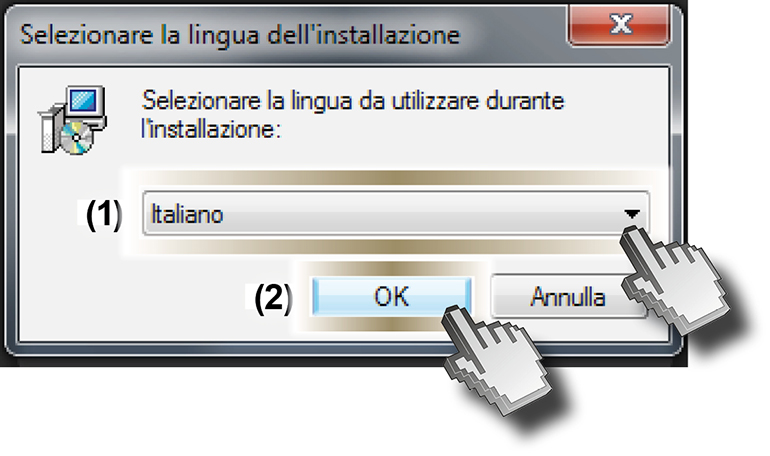 Selezionare la lingua dell'installazione
Selezionare la lingua da utilizzare durante
l'installazione:
(1) Italiano
(2) OK Annulla